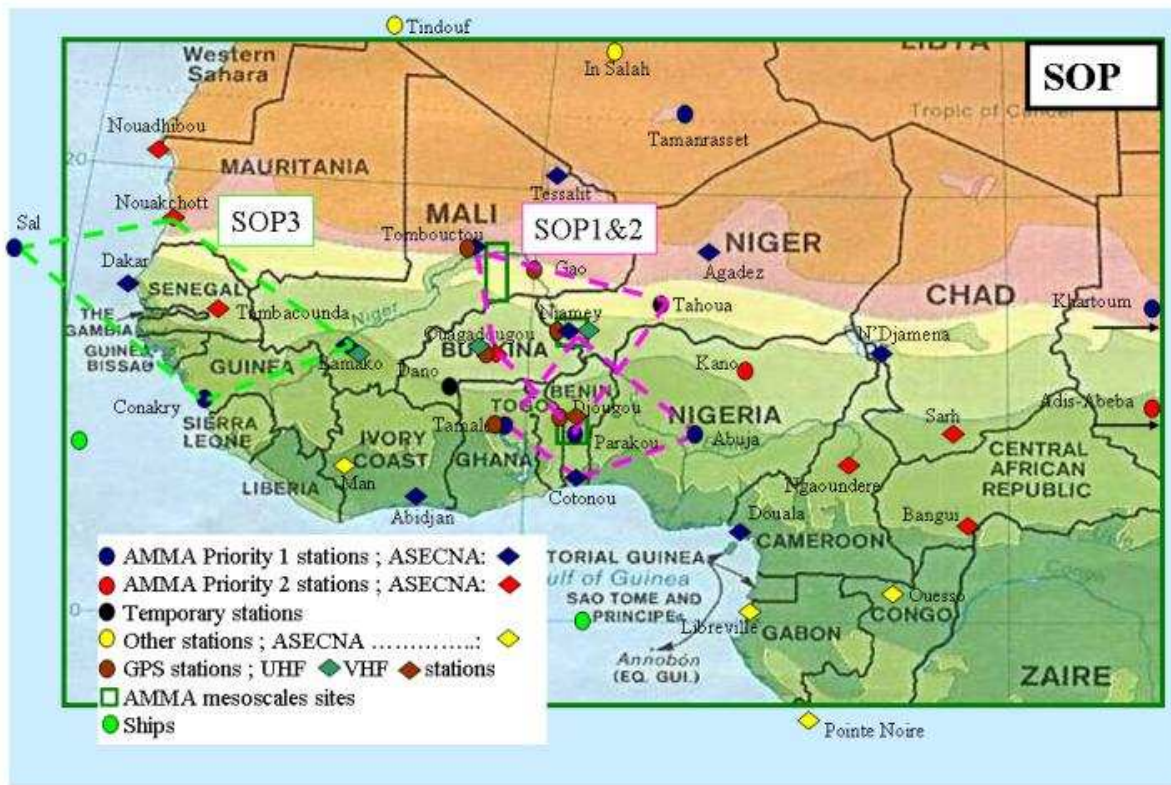 Tindouf
Western
Sahara
LIBYA
In Salah
SOP
Tropic of Cancer
Tamanrasset
Nouadhibou
20
MAURITANIA
Tessalit
Nouakchott
SOP3
MALI
SOP1&2
Sal
Tombouctou
NIGER
Dakar
Gao
Agadez
SENEGAL
CHAD
Tahoua
Khartoum
THE
GAMBIA
Tambacounda
Niger
Niamey
N'Djamena
GUINEA
BISSAU
Ouagadougou
GUINEA
Bamako
BURKINA
Dano
Kano
BENIN
Adis-Abeba
Conakry
TOGO
Djougou
NIGERIA
SIERRA
LEONE
Tamale
Sarh
IVORY
COAST
GHANA
Parakou
Abuja
CENTRAL
AFRICAN
REPUBLIC
LIBERIA
Man
Cotonou
Ngaoundere
Abidjan
Douala
Bangui
CAMEROON
AMMA Priority 1 stations ; ASECNA:
AMMA Priority 2 stations ; ASECNA:
Temporary stations
Other stations ; ASECNA …………...:
GPS stations ; UHF VHF stations
AMMA mesoscales sites
Ships
TORIAL GUINEA
ulf of Guinea
SAO TOME AND
PRINCIPE
Congo
Ouesso
CONGO
Libreville
GABON
0
Annobón
(EQ. GUI.)
ZAIRE
Pointe Noire